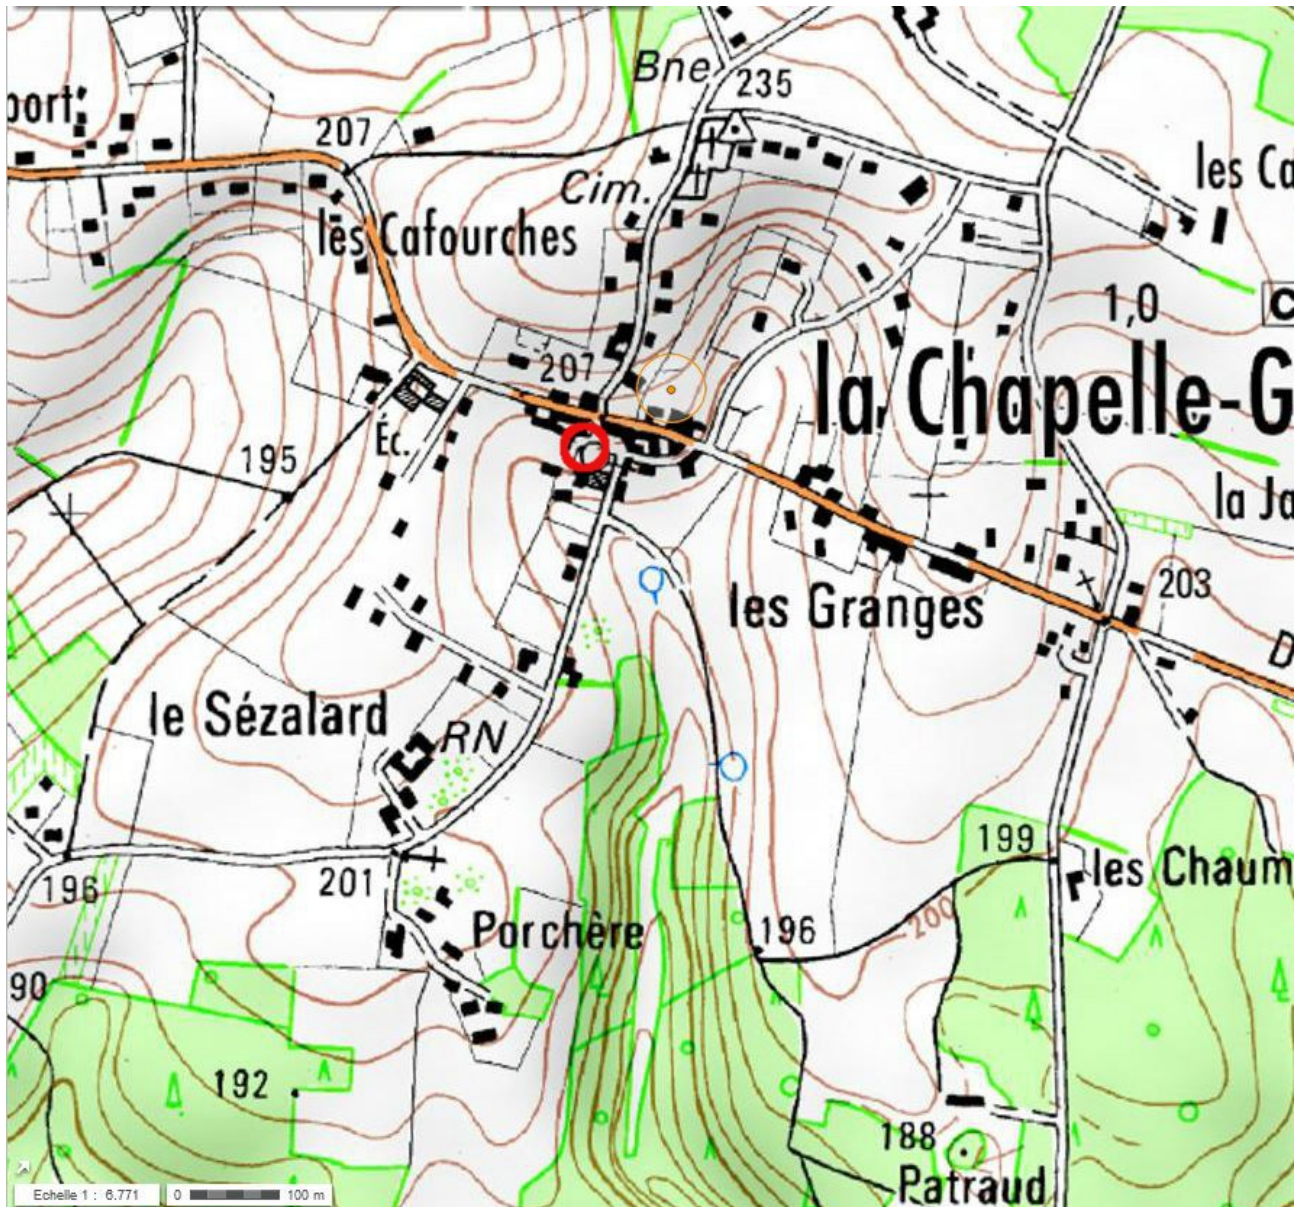 Bne
235
207
port
Cim.
les Ca
les Cafourches
1,0
C
207
la Chapelle-G
Éc.
195
la Ja
les Granges
203
D
le Sézalard
RN
199
les Chaum
196
201
Porchère
196
200
90
192
188
Patraud
Echelle 1 : 6.771 0 100 m